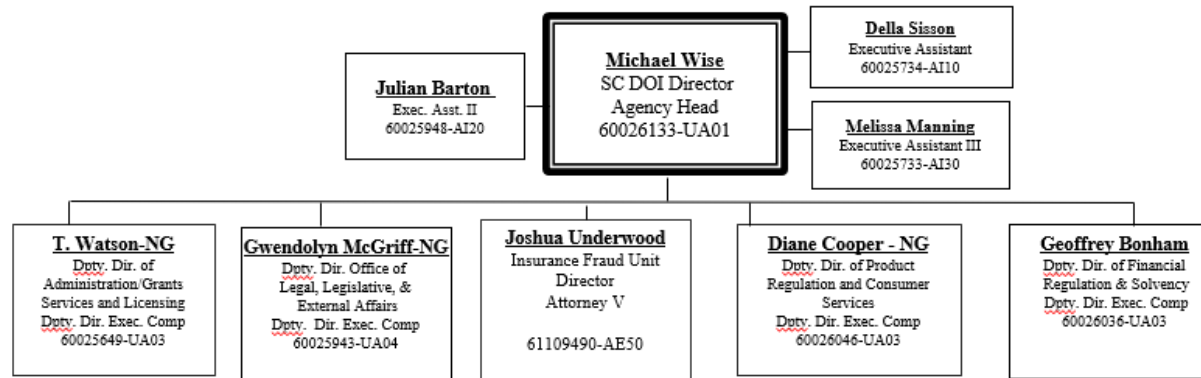 Della Sisson
Executive Assistant
60025734-AI10
Michael Wise
SC DOI Director
Agency Head
60026133-UA01
Julian Barton
Exec. Asst. II
60025948-AI20
Melissa Manning
Executive Assistant III
60025733-AI30
T. Watson-NG
Dpty. Dir. of
Administration/Grants
Services and Licensing
Dpty. Dir. Exec. Comp
60025649-UA03
Gwendolyn McGriff-NG
Dpty. Dir. Office of
Legal, Legislative, &
External Affairs
Dpty.  Dir. Exec. Comp
60025943-UA04
Joshua Underwood
Insurance Fraud Unit
Director
Attorney V
61109490-AE50
Diane Cooper - NG
Dpty. Dir. of Product
Regulation and Consumer
Services
Dpty. Dir. Exec. Comp
60026046-UA03
Geoffrey Bonham
Dpty. Dir. of Financial
Regulation & Solvency
Dpty. Dir. Exec. Comp
60026036-UA03